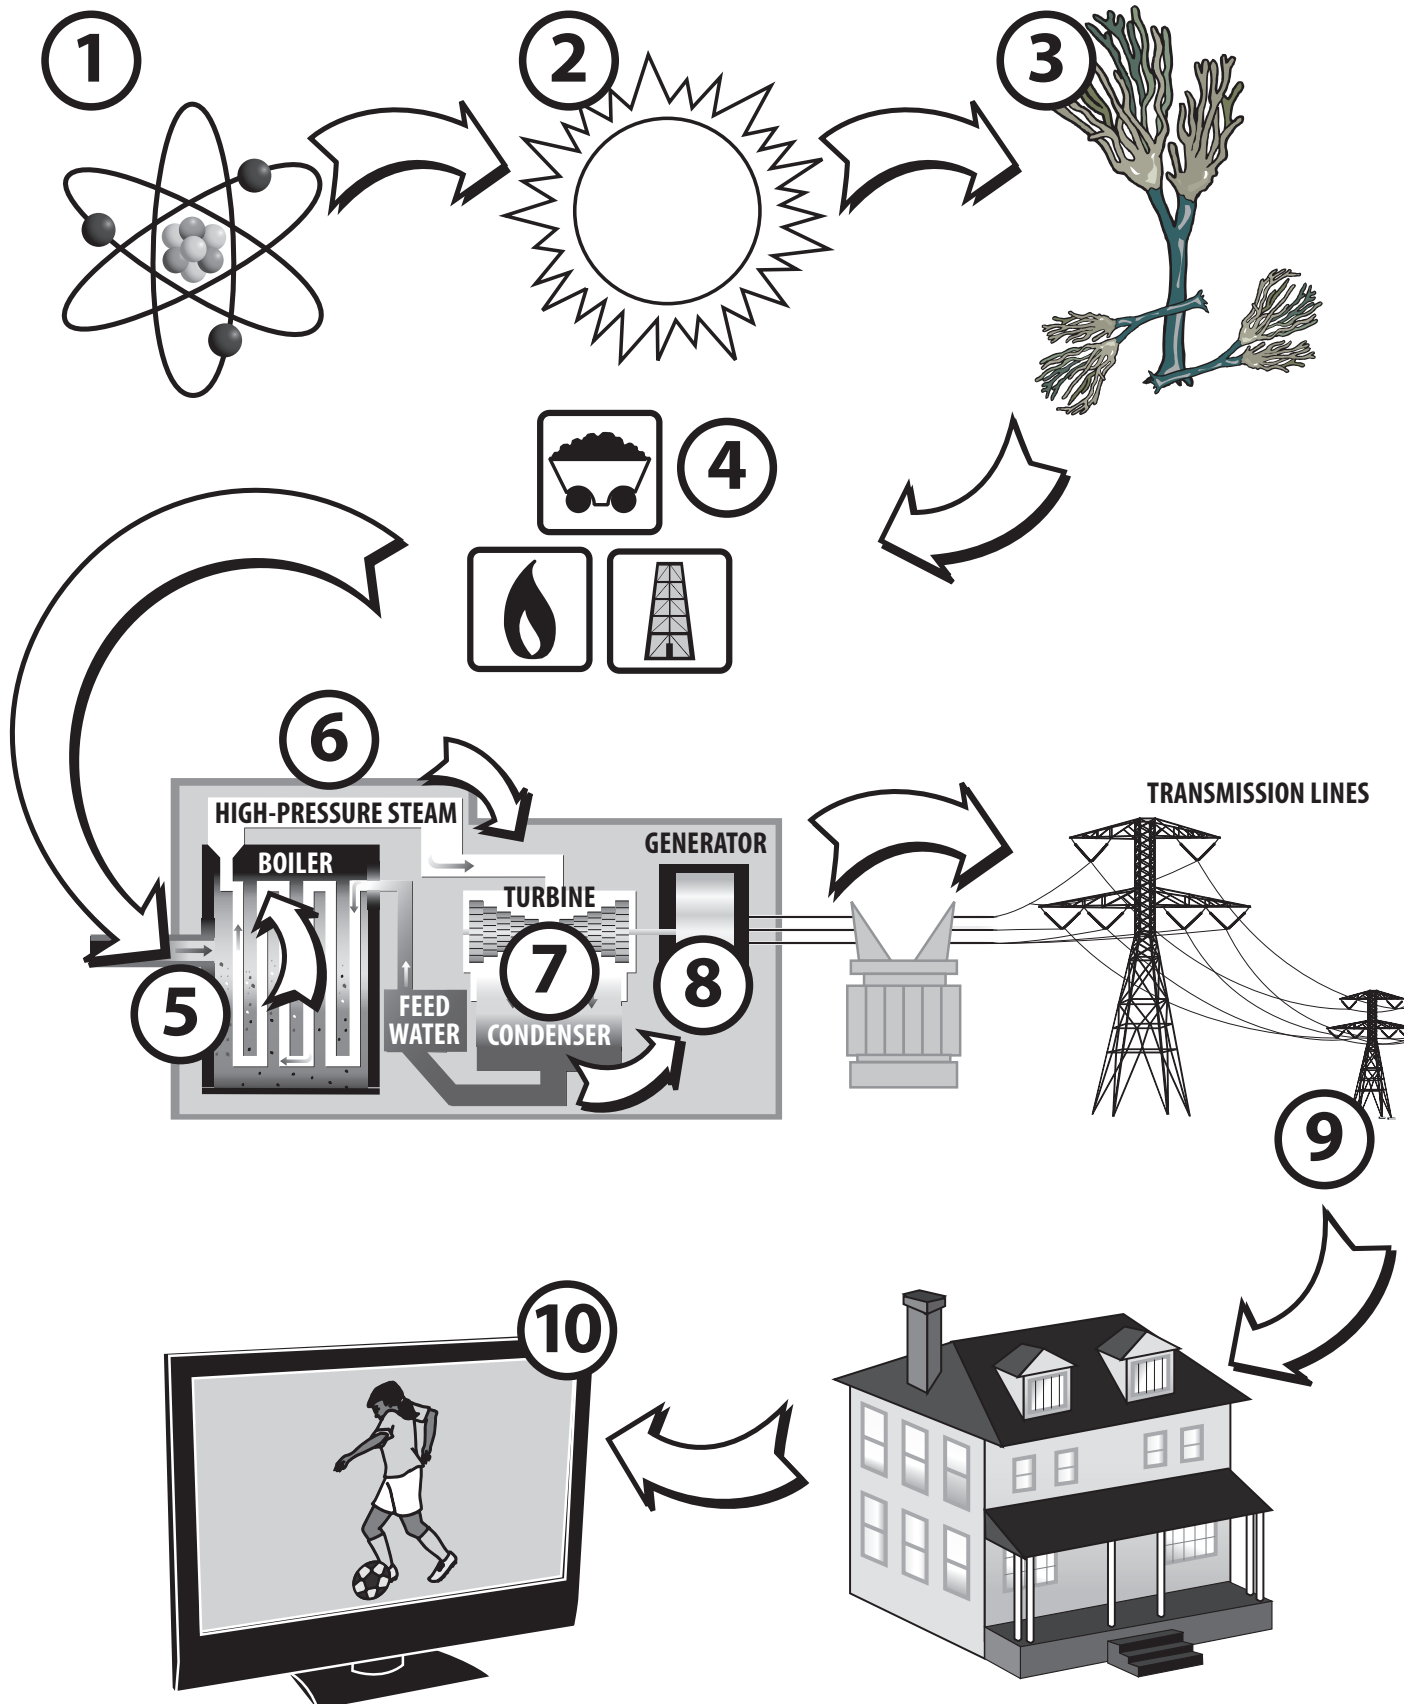 1
2
3
4
6
HIGH-PRESSURE STEAM
TRANSMISSION LINES
GENERATOR
BOILER
TURBINE
7
8
5
FEED
WATER
CONDENSER
9
10